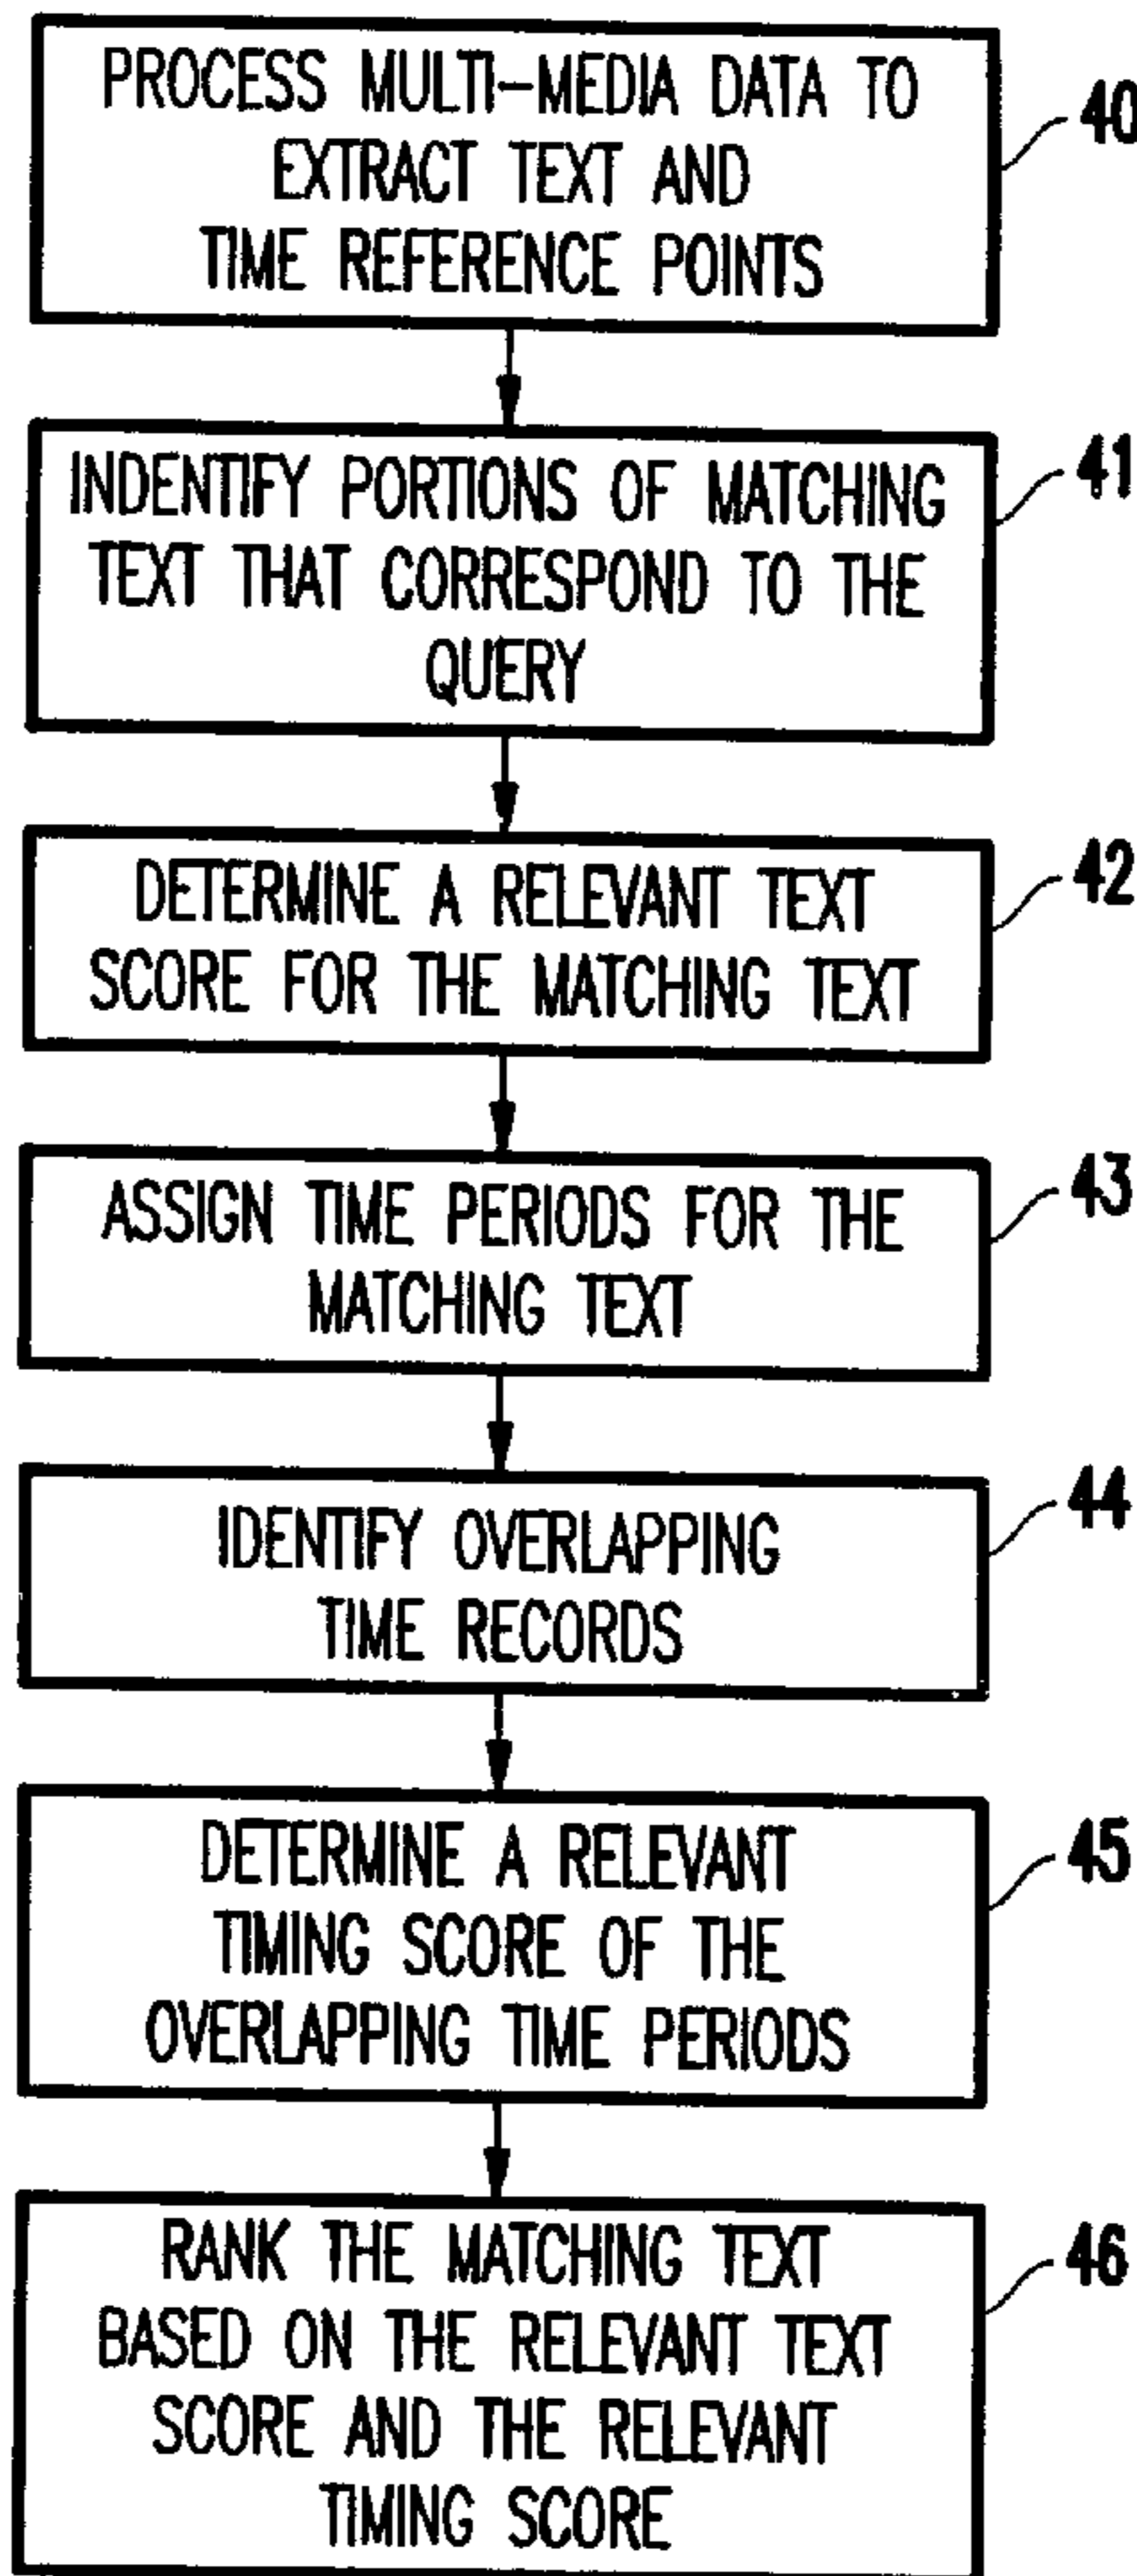 PROCESS MULTI-MEDIA DATA TO
EXTRACT TEXT AND
TIME REFERENCE POINTS
40
INDENTIFY PORTIONS OF MATCHING
TEXT THAT CORRESPOND TO THE
QUERY
41
DETERMINE A RELEVANT TEXT
SCORE FOR THE MATCHING TEXT
42
ASSIGN TIME PERIODS FOR THE
MATCHING TEXT
43
IDENTIFY OVERLAPPING
TIME RECORDS
44
DETERMINE A RELEVANT
TIMING SCORE OF THE
OVERLAPPING TIME PERIODS
45
RANK THE MATCHING TEXT
BASED ON THE RELEVANT TEXT
SCORE AND THE RELEVANT
TIMING SCORE
46